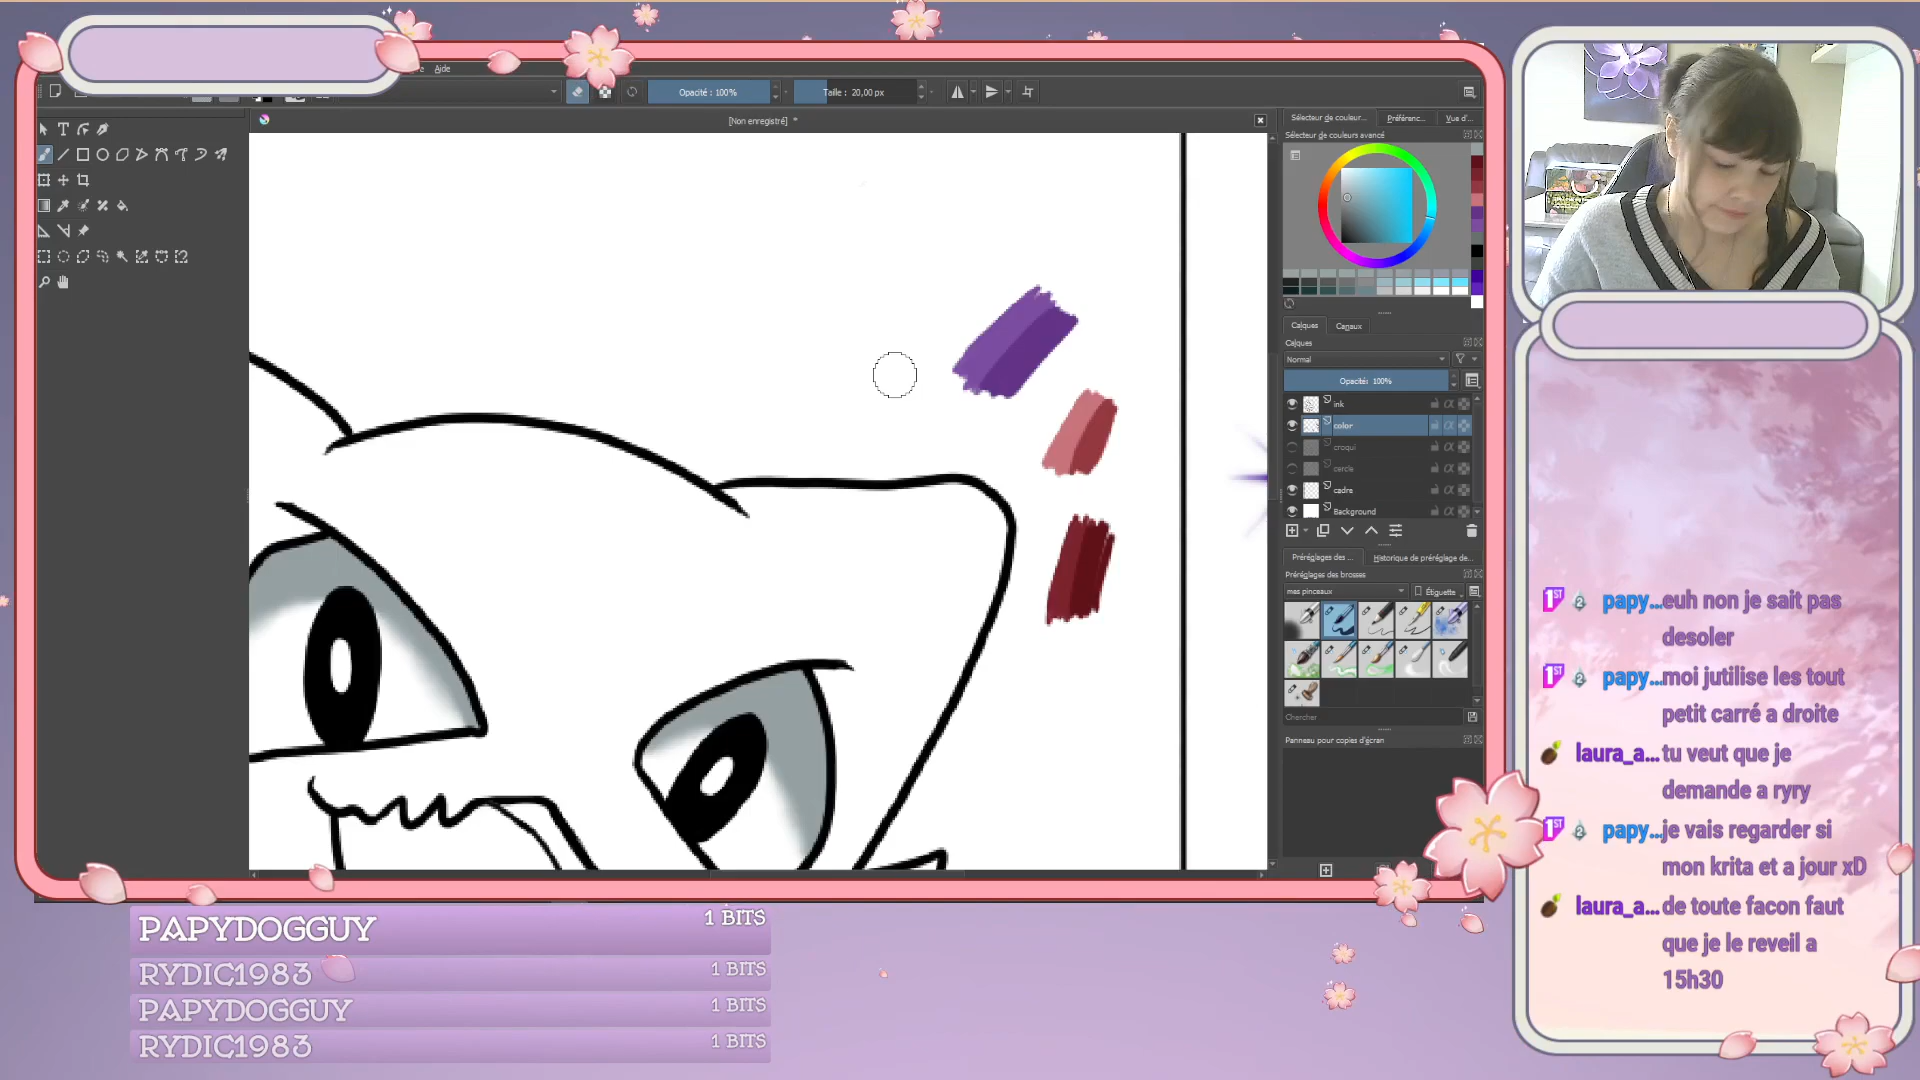 Aide
Opacité : 100%
Taille : 20,00 px
[Non enregistré] *
Sélecteur de couleur...
Préférenc...
Vue d'...
Sélecteur de couleurs avancé
Calques
Canaux
Calques
Normal
Opacité: 100%
ink
color
croqui
cercle
cadre
Background
Préréglages des ...
Historique de préréglage de...
Préréglages des brosses
mes pinceaux
Étiquette
Chercher
Panneau pour copies d'écran
papy... euh non je sait pas
desoler
papy... moi jutilise les tout
petit carré a droite
laura_a... tu veut que je
demande a ryry
papy... je vais regarder si
mon krita et a jour xD
laura_a... de toute facon faut
que je le reveil a
15h30
PAPYDOGGUY 1 BITS
RYDIC1983 1 BITS
PAPYDOGGUY 1 BITS
RYDIC1983 1 BITS